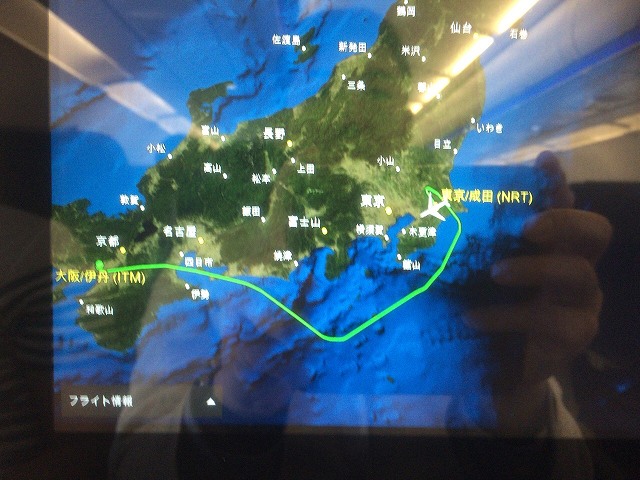 鶴岡
仙台
石巻
佐渡島
新発田
米沢
三条
いわき
富山
長野
日立
小松
小山
高山
松本
上田
敦賀
飯田
富士山
東京
東京/成田 (NRT)
名古屋
横須賀
木更津
京都
四日市
焼津
館山
大阪/伊丹 (ITM)
伊勢
和歌山
フライト情報